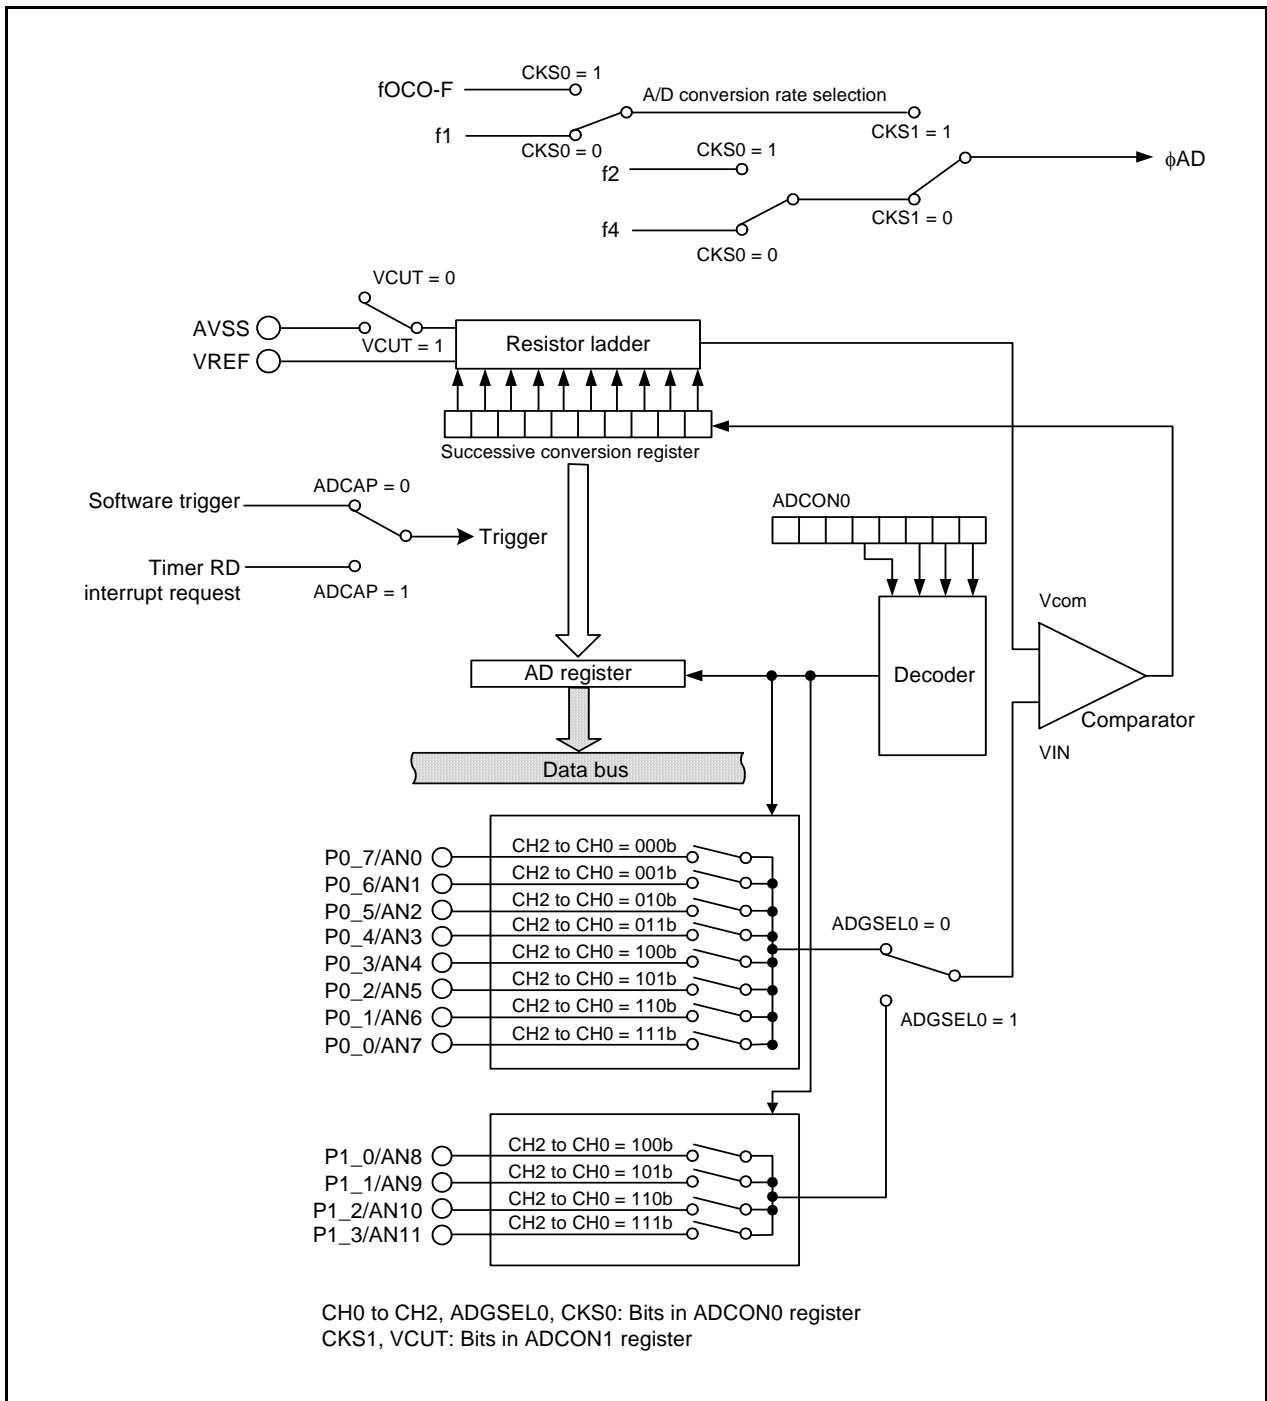 CKS0 = 1
fOCO-F
A/D conversion rate selection
f1
CKS1 = 1
CKS0 = 0
CKS0 = 1
f2
ϕAD
CKS1 = 0
f4
CKS0 = 0
VCUT = 0
AVSS
VCUT = 1
VREF
Resistor ladder
Successive conversion register
ADCAP = 0
Software trigger
Trigger
Timer RD
interrupt request
ADCAP = 1
ADCON0
Vcom
Decoder
AD register
Comparator
VIN
Data bus
P0_7/AN0 CH2 to CH0 = 000b
P0_6/AN1 CH2 to CH0 = 001b
P0_5/AN2 CH2 to CH0 = 010b
P0_4/AN3 CH2 to CH0 = 011b
P0_3/AN4 CH2 to CH0 = 100b
P0_2/AN5 CH2 to CH0 = 101b
P0_1/AN6 CH2 to CH0 = 110b
P0_0/AN7 CH2 to CH0 = 111b
ADGSEL0 = 0
ADGSEL0 = 1
P1_0/AN8 CH2 to CH0 = 100b
P1_1/AN9 CH2 to CH0 = 101b
P1_2/AN10 CH2 to CH0 = 110b
P1_3/AN11 CH2 to CH0 = 111b
CH0 to CH2, ADGSEL0, CKS0: Bits in ADCON0 register
CKS1, VCUT: Bits in ADCON1 register